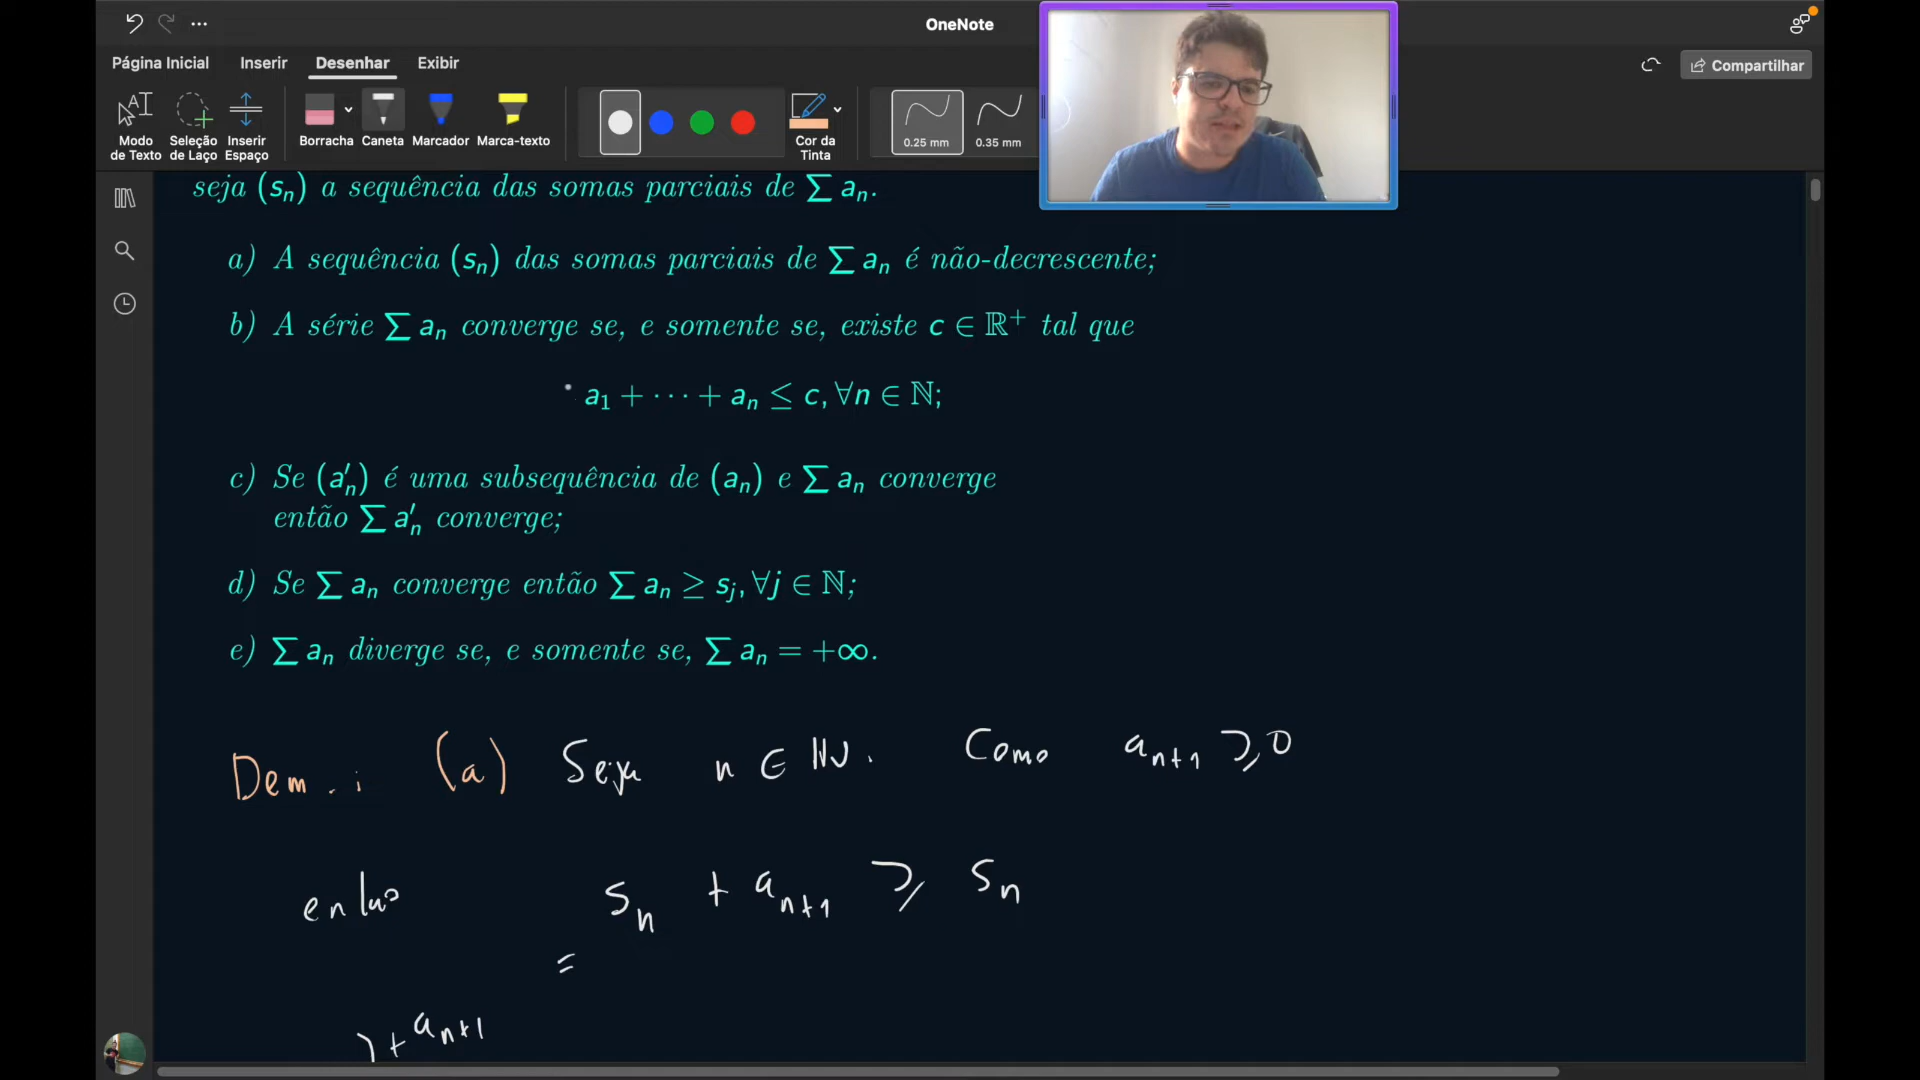 OneNote
Página Inicial Inserir Desenhar Exibir
Compartilhar
Modo de Texto Seleção de Laço Inserir Espaço Borracha Caneta Marcador Marca-texto Cor da Tinta 0.25 mm 0.35 mm
seja (sₙ) a sequência das somas parciais de ∑ aₙ.
a) A sequência (sₙ) das somas parciais de ∑ aₙ é não-decrescente;
b) A série ∑ aₙ converge se, e somente se, existe c ∈ ℝ⁺ tal que
a₁ + ⋯ + aₙ ≤ c, ∀n ∈ ℕ;
c) Se (a′ₙ) é uma subsequência de (aₙ) e ∑ aₙ converge
então ∑ a′ₙ converge;
d) Se ∑ aₙ converge então ∑ aₙ ≥ sⱼ, ∀j ∈ ℕ;
e) ∑ aₙ diverge se, e somente se, ∑ aₙ = +∞.
Dem.: (a) Seja n ∈ ℕ. Como aₙ₊₁ ≥ 0
entao sₙ + aₙ₊₁ ≥ sₙ
=
) + aₙ₊₁